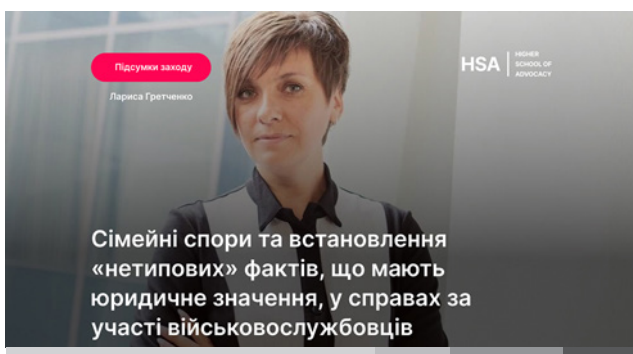 Підсумки заходу
Лариса Гретченко
HSA
HIGHER
SCHOOL OF
ADVOCACY
Сімейні спори та встановлення
«нетипових» фактів, що мають
юридичне значення, у справах за
участі військовослужбовців